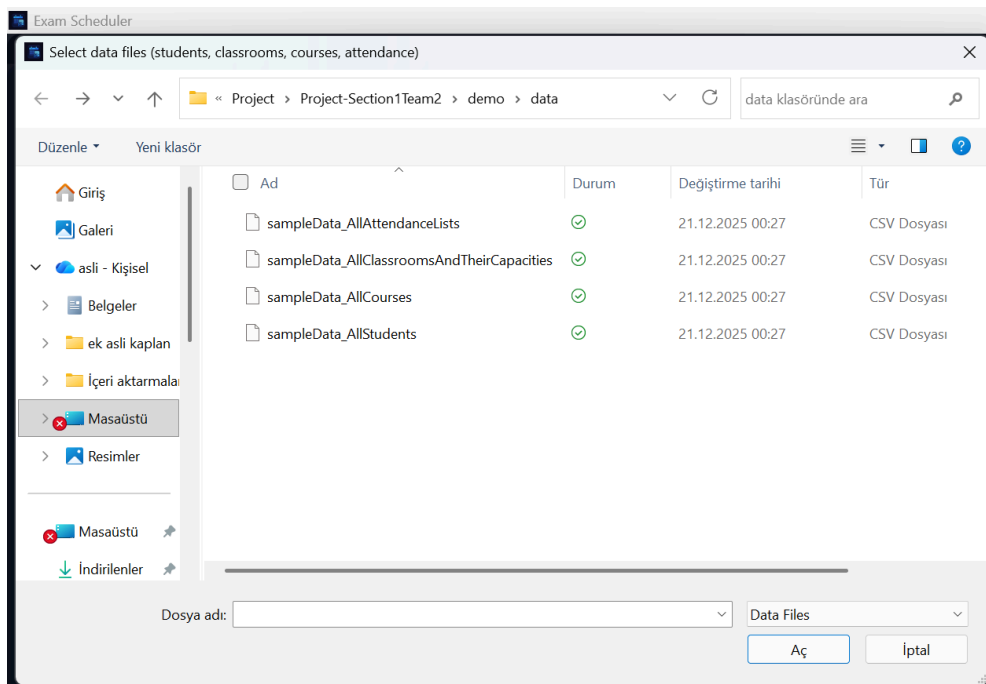 Exam Scheduler
Select data files (students, classrooms, courses, attendance)
« Project › Project-Section1Team2 › demo › data
data klasöründe ara
Düzenle
Yeni klasör
Giriş
Galeri
asli - Kişisel
Belgeler
ek asli kaplan
İçeri aktarmala
Masaüstü
Resimler
Masaüstü
İndirilenler
Ad Durum Değiştirme tarihi Tür
sampleData_AllAttendanceLists 21.12.2025 00:27 CSV Dosyası
sampleData_AllClassroomsAndTheirCapacities 21.12.2025 00:27 CSV Dosyası
sampleData_AllCourses 21.12.2025 00:27 CSV Dosyası
sampleData_AllStudents 21.12.2025 00:27 CSV Dosyası
Dosya adı:
Data Files
Aç
İptal